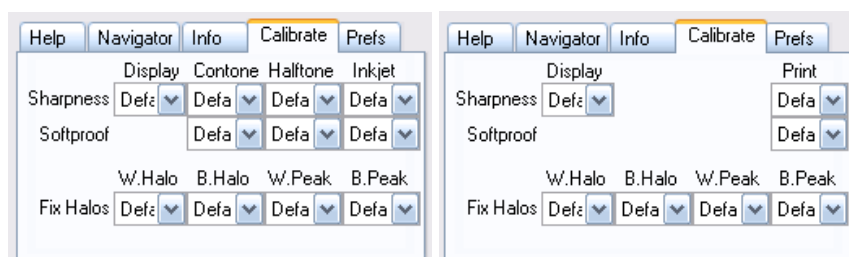 Help Navigator Info Calibrate Prefs
Display Contone Halftone Inkjet
Sharpness Defa Defa Defa Defa
Softproof Defa Defa Defa
W.Halo B.Halo W.Peak B.Peak
Fix Halos Defa Defa Defa Defa
Help Navigator Info Calibrate Prefs
Display Print
Sharpness Defa Defa
Softproof Defa
W.Halo B.Halo W.Peak B.Peak
Fix Halos Defa Defa Defa Defa